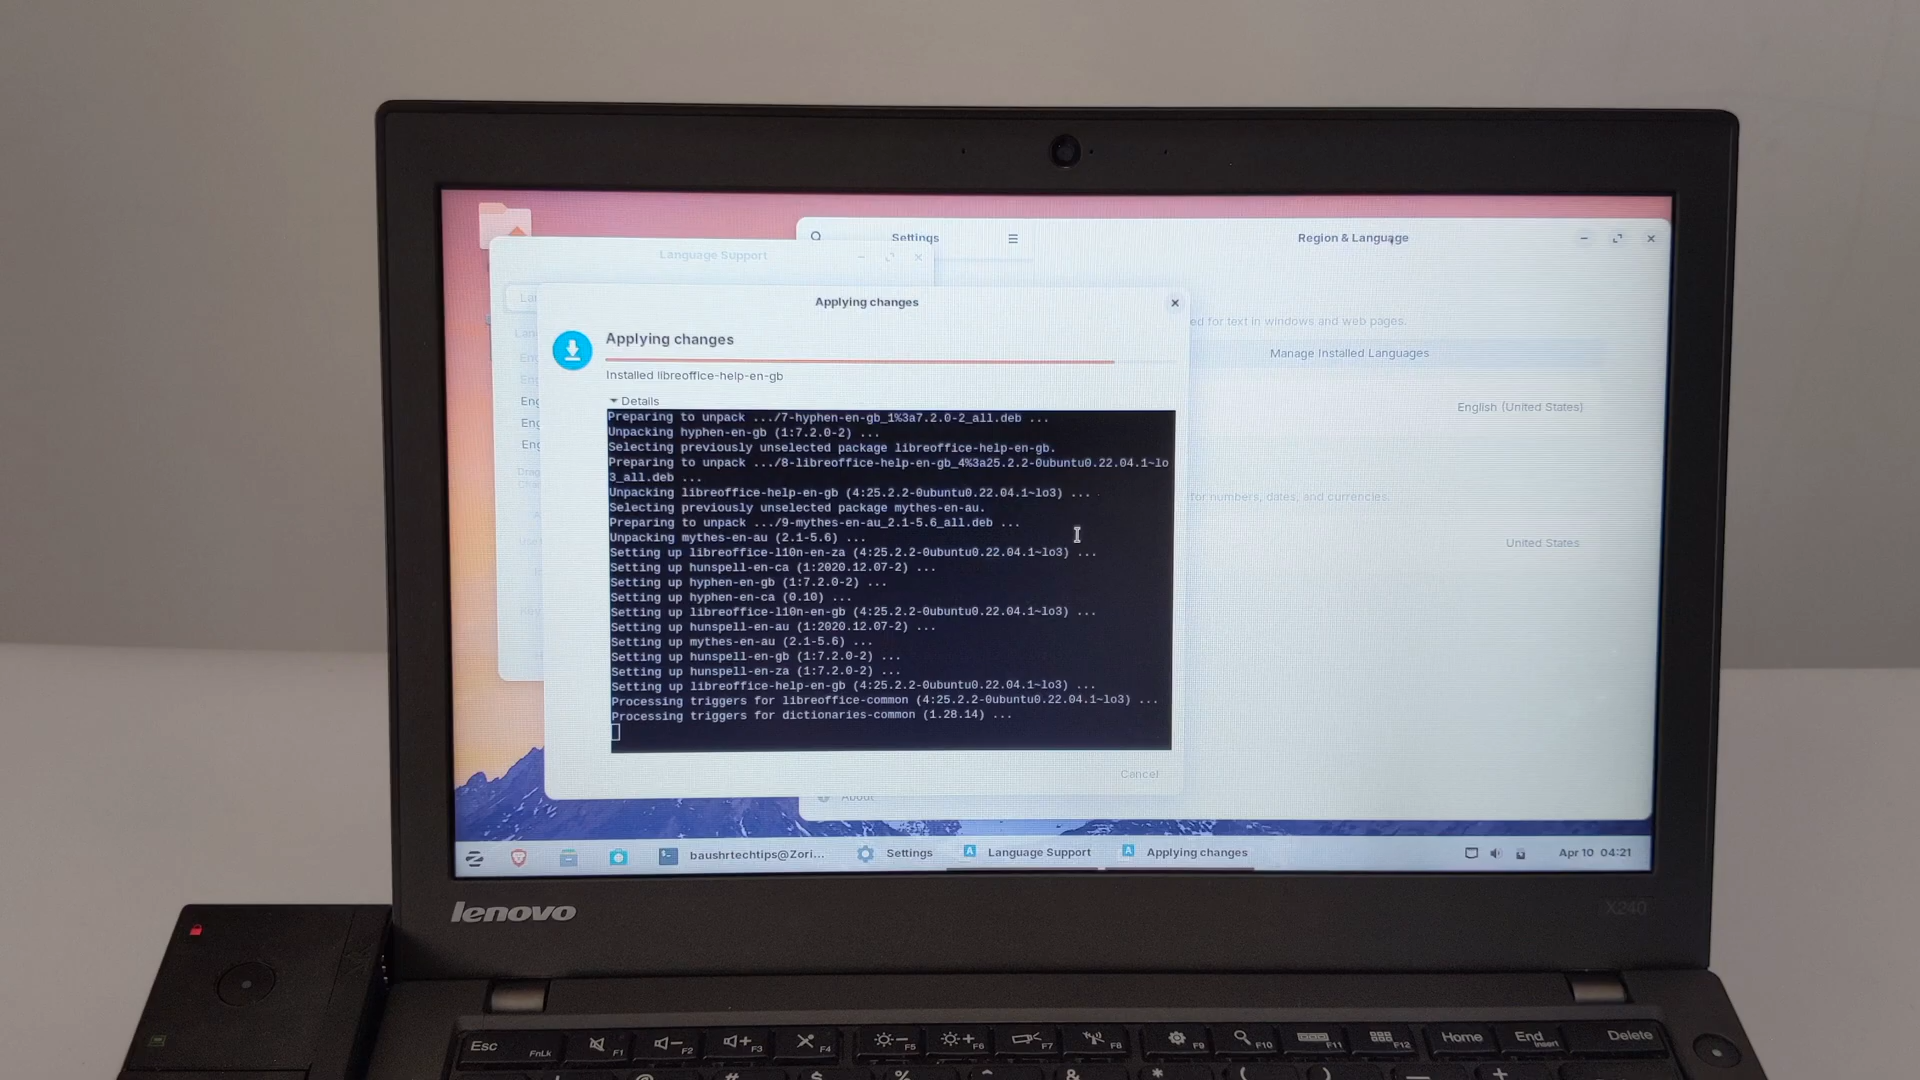 Settings
Region & Language
Language Support
Applying changes
ed for text in windows and web pages.
Applying changes
Manage Installed Languages
Installed libreoffice-help-en-gb
Details
English (United States)
Preparing to unpack .../7-hyphen-en-gb_1%3a7.2.0-2_all.deb ...
Unpacking hyphen-en-gb (1:7.2.0-2) ...
Selecting previously unselected package libreoffice-help-en-gb.
Preparing to unpack .../8-libreoffice-help-en-gb_4%3a25.2.2-0ubuntu0.22.04.1~lo
3_all.deb ...
Unpacking libreoffice-help-en-gb (4:25.2.2-0ubuntu0.22.04.1~lo3) ...
Selecting previously unselected package mythes-en-au.
Preparing to unpack .../9-mythes-en-au_2.1-5.6_all.deb ...
Unpacking mythes-en-au (2.1-5.6) ...
Setting up libreoffice-l10n-en-za (4:25.2.2-0ubuntu0.22.04.1~lo3) ...
Setting up hunspell-en-ca (1:2020.12.07-2) ...
Setting up hyphen-en-gb (1:7.2.0-2) ...
Setting up hyphen-en-ca (0.10) ...
Setting up libreoffice-l10n-en-gb (4:25.2.2-0ubuntu0.22.04.1~lo3) ...
Setting up hunspell-en-au (1:2020.12.07-2) ...
Setting up mythes-en-au (2.1-5.6) ...
Setting up hunspell-en-gb (1:7.2.0-2) ...
Setting up hunspell-en-za (1:7.2.0-2) ...
Setting up libreoffice-help-en-gb (4:25.2.2-0ubuntu0.22.04.1~lo3) ...
Processing triggers for libreoffice-common (4:25.2.2-0ubuntu0.22.04.1~lo3) ...
Processing triggers for dictionaries-common (1.28.14) ...
for numbers, dates, and currencies.
United States
Cancel
About
baushrtechtips@Zori...
Settings
Language Support
Applying changes
Apr 10 04:21
lenovo
X240
Esc FnLk F1 F2 F3 F4 F5 F6 F7 F8 F9 F10 F11 F12 Home End Insert Delete